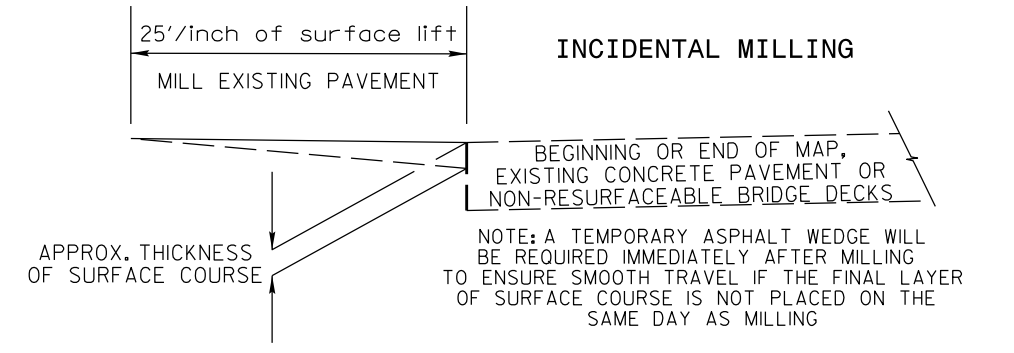 25'/inch of surface lift
INCIDENTAL MILLING
MILL EXISTING PAVEMENT
BEGINNING OR END OF MAP,
EXISTING CONCRETE PAVEMENT OR
NON-RESURFACEABLE BRIDGE DECKS
APPROX. THICKNESS
OF SURFACE COURSE
NOTE: A TEMPORARY ASPHALT WEDGE WILL
BE REQUIRED IMMEDIATELY AFTER MILLING
TO ENSURE SMOOTH TRAVEL IF THE FINAL LAYER
OF SURFACE COURSE IS NOT PLACED ON THE
SAME DAY AS MILLING